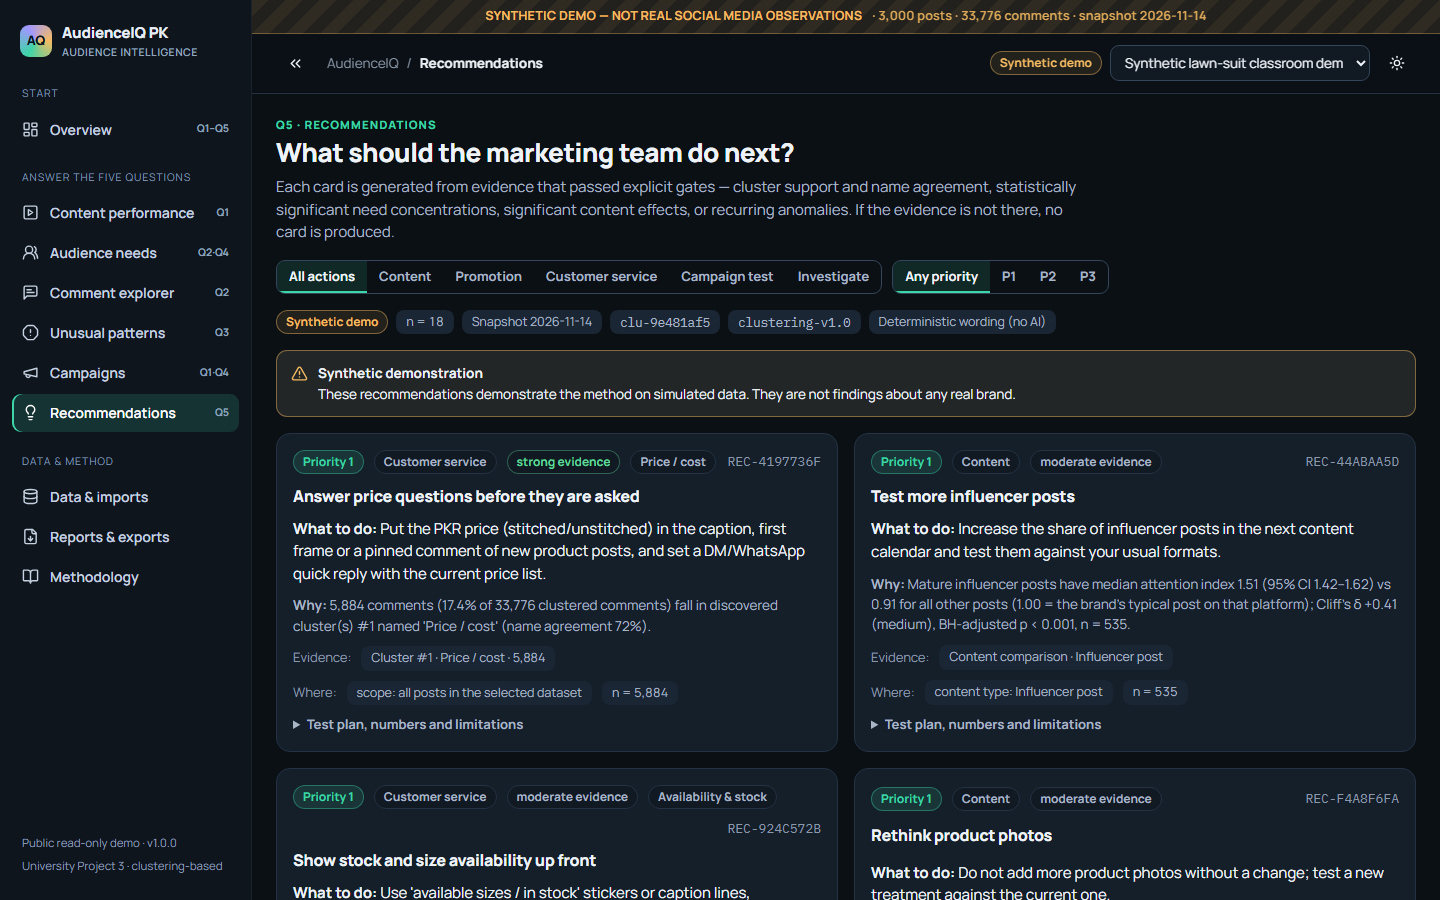 AQ
AudienceIQ PK
AUDIENCE INTELLIGENCE
START
Overview Q1–Q5
ANSWER THE FIVE QUESTIONS
Content performance Q1
Audience needs Q2·Q4
Comment explorer Q2
Unusual patterns Q3
Campaigns Q1·Q4
Recommendations Q5
DATA & METHOD
Data & imports
Reports & exports
Methodology
Public read-only demo · v1.0.0
University Project 3 · clustering-based
SYNTHETIC DEMO — NOT REAL SOCIAL MEDIA OBSERVATIONS · 3,000 posts · 33,776 comments · snapshot 2026-11-14
« AudienceIQ / Recommendations
Synthetic demo Synthetic lawn-suit classroom dem
Q5 · RECOMMENDATIONS
What should the marketing team do next?
Each card is generated from evidence that passed explicit gates — cluster support and name agreement, statistically
significant need concentrations, significant content effects, or recurring anomalies. If the evidence is not there, no
card is produced.
All actions Content Promotion Customer service Campaign test Investigate Any priority P1 P2 P3
Synthetic demo n = 18 Snapshot 2026-11-14 clu-9e481af5 clustering-v1.0 Deterministic wording (no AI)
Synthetic demonstration
These recommendations demonstrate the method on simulated data. They are not findings about any real brand.
Priority 1 Customer service strong evidence Price / cost REC-4197736F
Answer price questions before they are asked
What to do: Put the PKR price (stitched/unstitched) in the caption, first
frame or a pinned comment of new product posts, and set a DM/WhatsApp
quick reply with the current price list.
Why: 5,884 comments (17.4% of 33,776 clustered comments) fall in discovered
cluster(s) #1 named 'Price / cost' (name agreement 72%).
Evidence: Cluster #1 · Price / cost · 5,884
Where: scope: all posts in the selected dataset n = 5,884
▶ Test plan, numbers and limitations
Priority 1 Content moderate evidence REC-44ABAA5D
Test more influencer posts
What to do: Increase the share of influencer posts in the next content
calendar and test them against your usual formats.
Why: Mature influencer posts have median attention index 1.51 (95% CI 1.42–1.62) vs
0.91 for all other posts (1.00 = the brand's typical post on that platform); Cliff's δ +0.41
(medium), BH-adjusted p < 0.001, n = 535.
Evidence: Content comparison · Influencer post
Where: content type: Influencer post n = 535
▶ Test plan, numbers and limitations
Priority 1 Customer service moderate evidence Availability & stock
REC-924C572B
Show stock and size availability up front
What to do: Use 'available sizes / in stock' stickers or caption lines,
Priority 1 Content moderate evidence REC-F4A8F6FA
Rethink product photos
What to do: Do not add more product photos without a change; test a new
treatment against the current one.